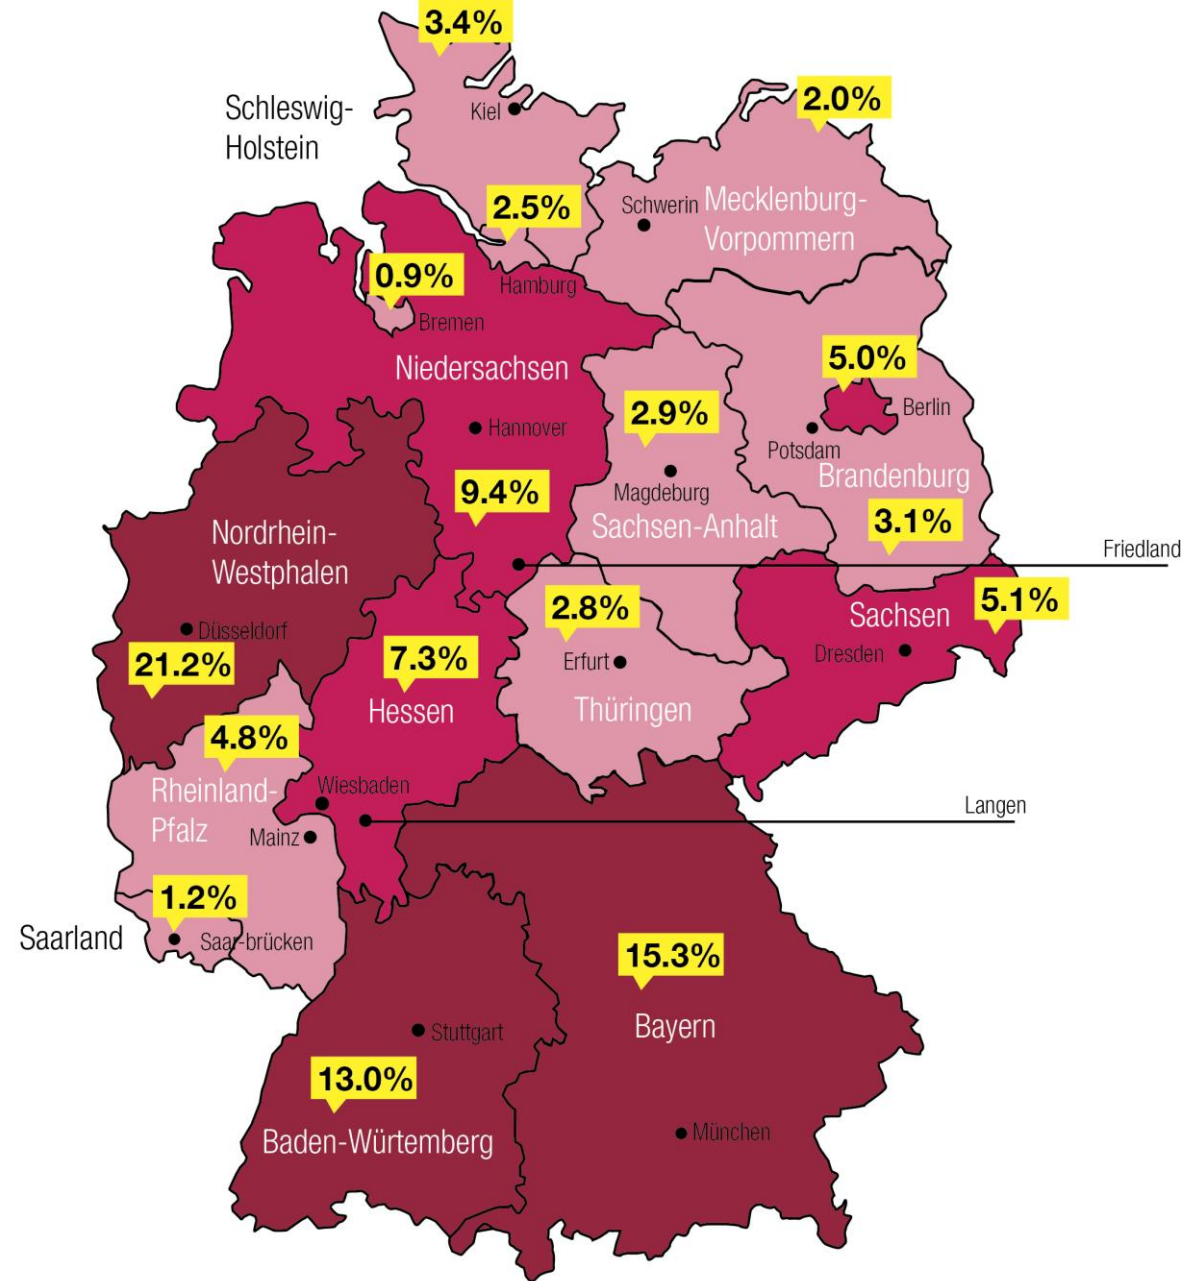 3.4%
Kiel
Schleswig-
Holstein
2.0%
2.5%
Schwerin
Mecklenburg-
Vorpommern
0.9%
Hamburg
Bremen
Niedersachsen
5.0%
Berlin
2.9%
Hannover
Potsdam
Brandenburg
9.4%
Magdeburg
Sachsen-Anhalt
3.1%
Nordrhein-
Westphalen
Friedland
Düsseldorf
21.2%
2.8%
5.1%
Sachsen
Dresden
7.3%
Erfurt
Hessen
Thüringen
4.8%
Rheinland-
Pfalz
Wiesbaden
Mainz
Langen
1.2%
Saarland
Saar-brücken
15.3%
Bayern
Stuttgart
13.0%
Baden-Würtemberg
München